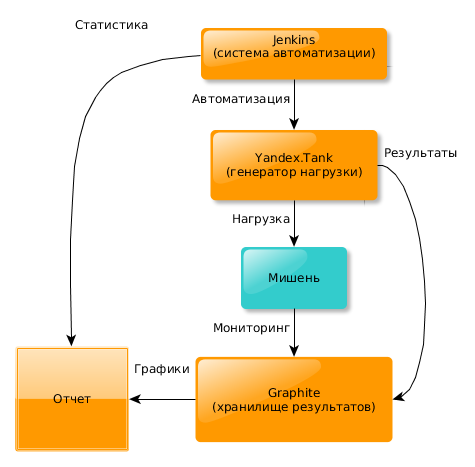 Статистика
Jenkins
(система автоматизации)
Автоматизация
Yandex.Tank
(генератор нагрузки)
Результаты
Нагрузка
Мишень
Мониторинг
Графики
Graphite
(хранилище результатов)
Отчет